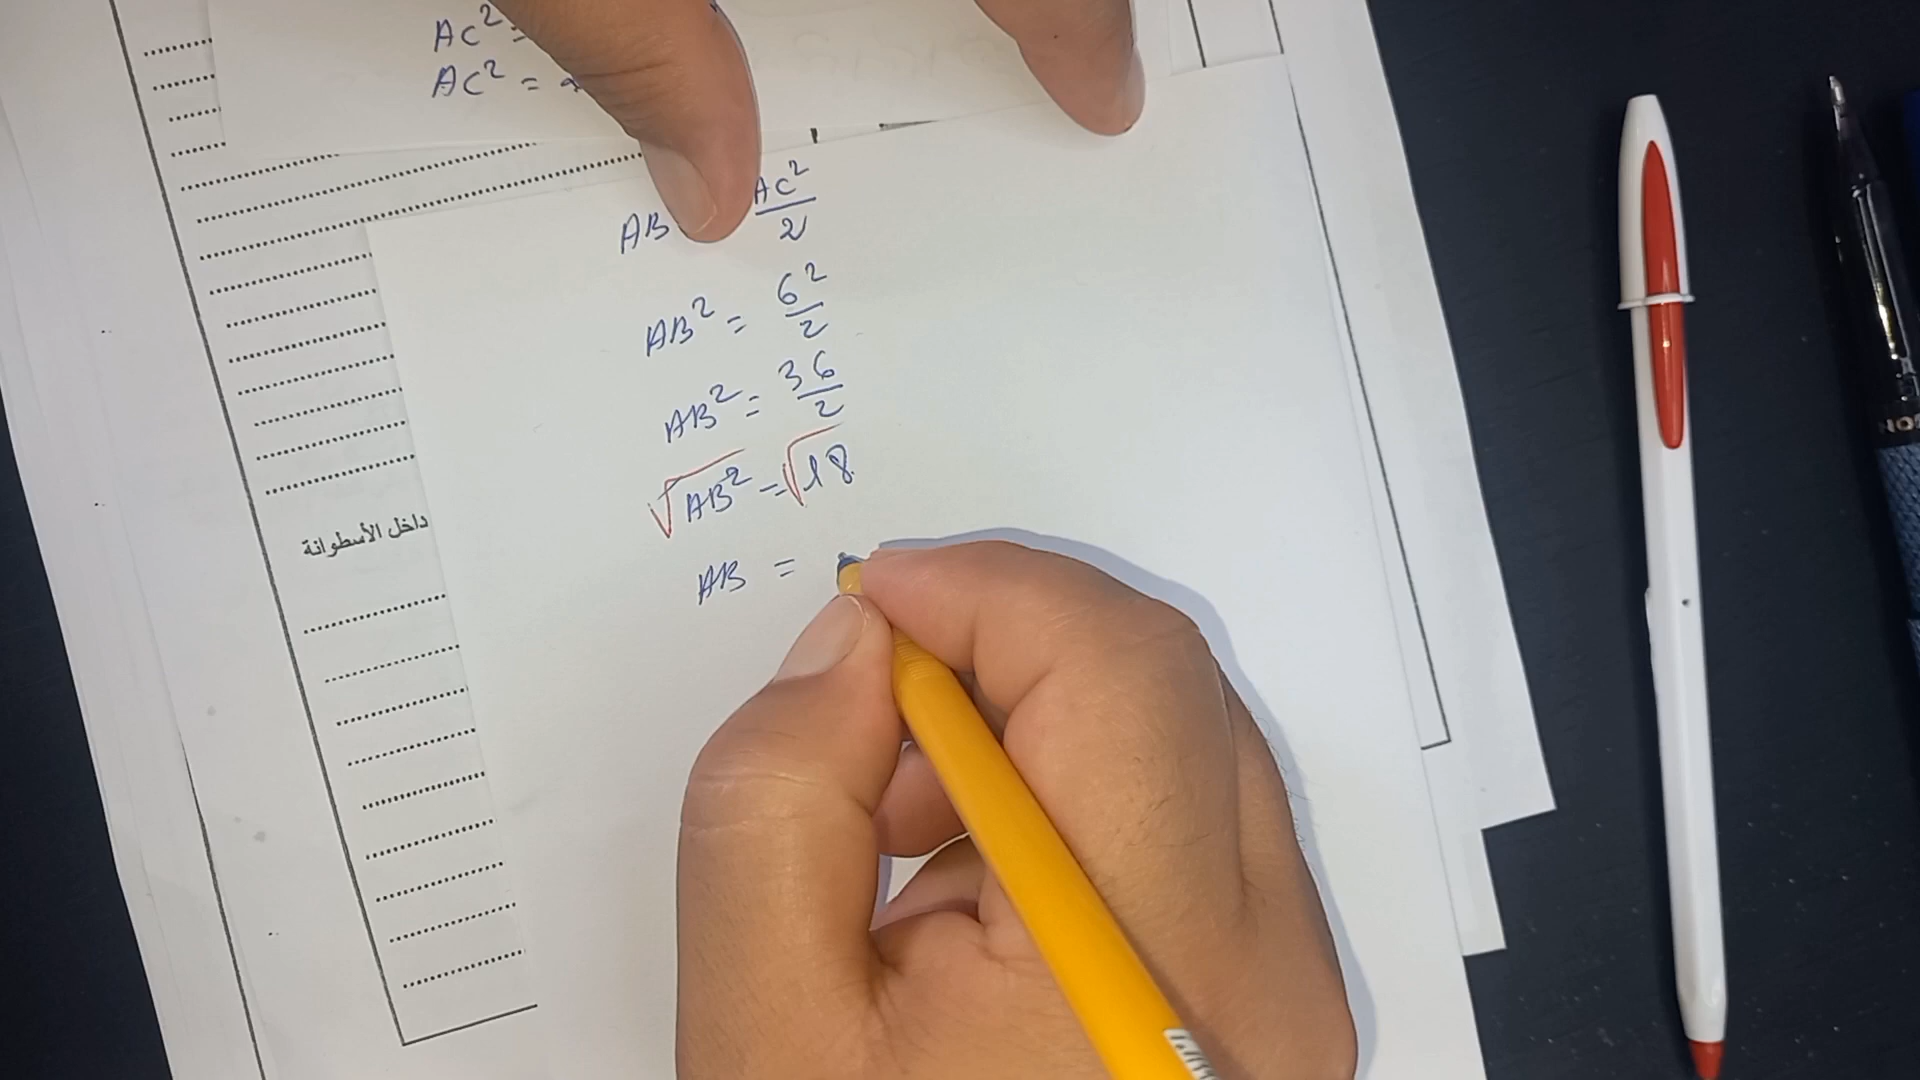 AC² =
AC² =
AB AC²/2
AB² = 6²/2
AB² = 36/2
√AB² = √18
AB =
داخل الأسطوانة